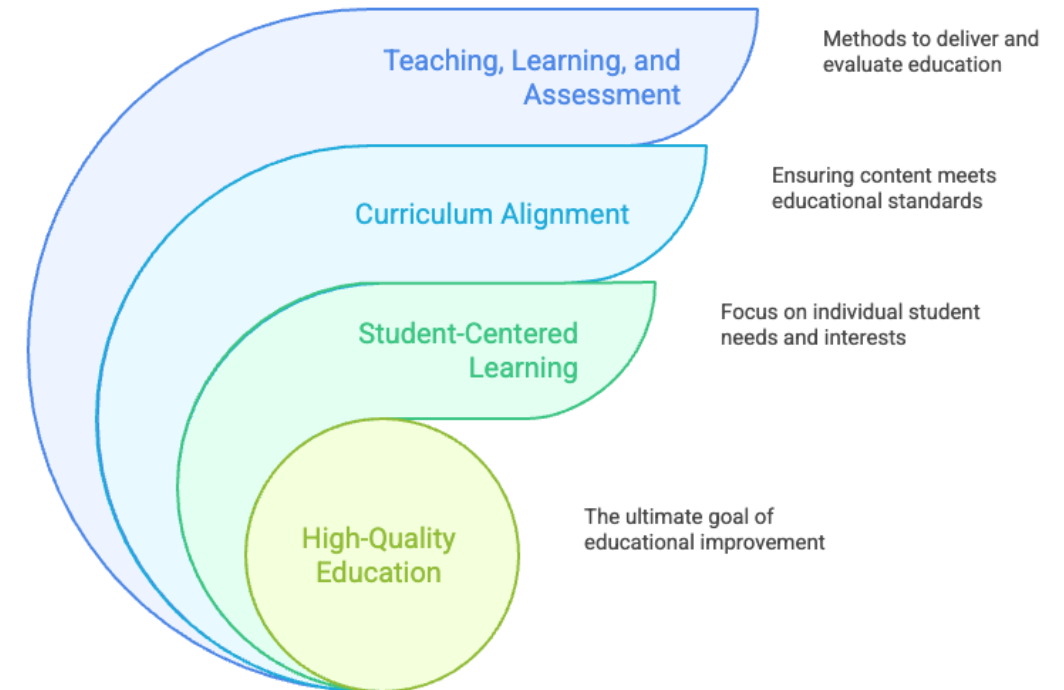 Teaching, Learning, and
Assessment
Methods to deliver and
evaluate education
Curriculum Alignment
Ensuring content meets
educational standards
Student-Centered
Learning
Focus on individual student
needs and interests
High-Quality
Education
The ultimate goal of
educational improvement